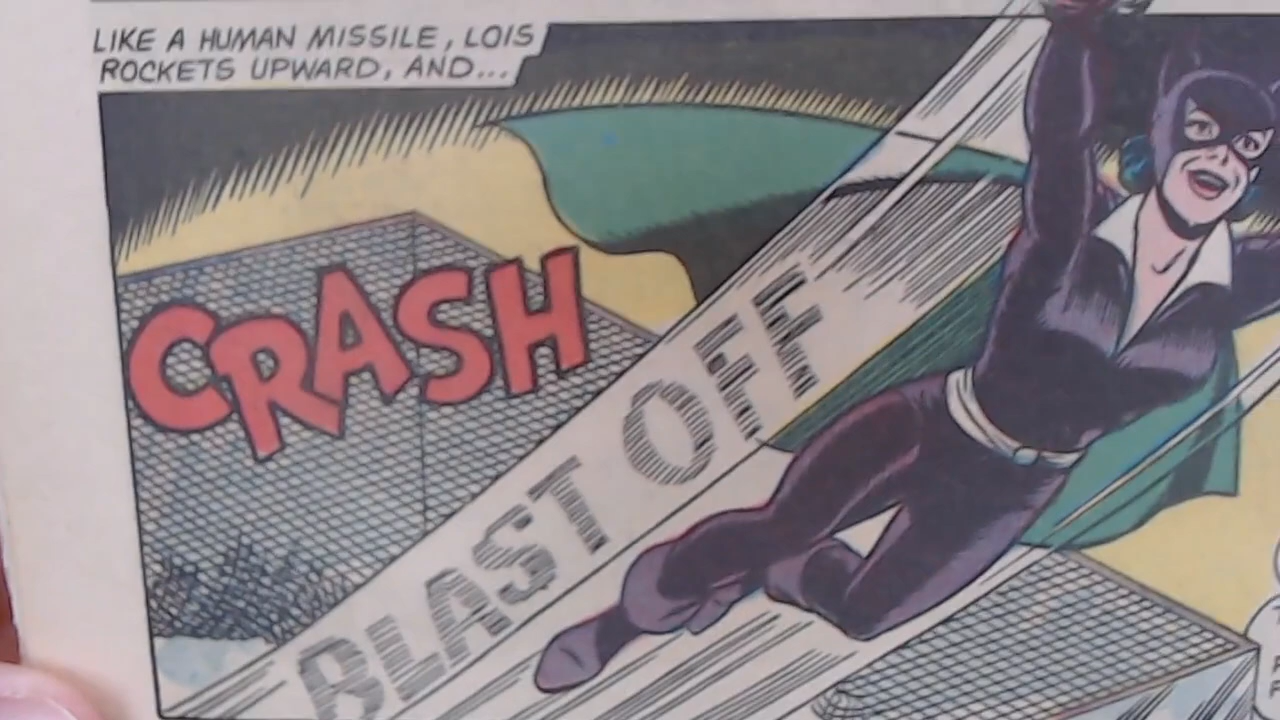 LIKE A HUMAN MISSILE, LOIS
ROCKETS UPWARD, AND...
CRASH
BLAST OFF